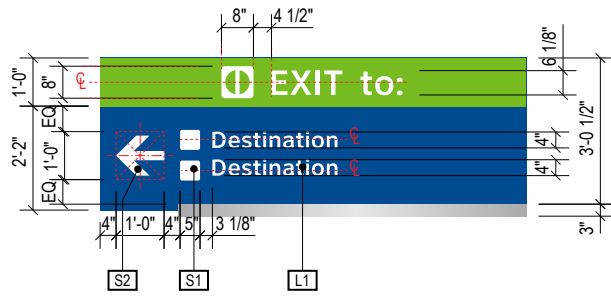 8" 4 1/2"
1'-0" 8" ℄ EXIT to: 6 1/8"
EQ
2'-2" 1'-0" Destination ℄ 4" 3'-0 1/2"
Destination ℄ 4"
EQ
4" 1'-0" 4" 5" 3 1/8" 3"
S2 S1 L1